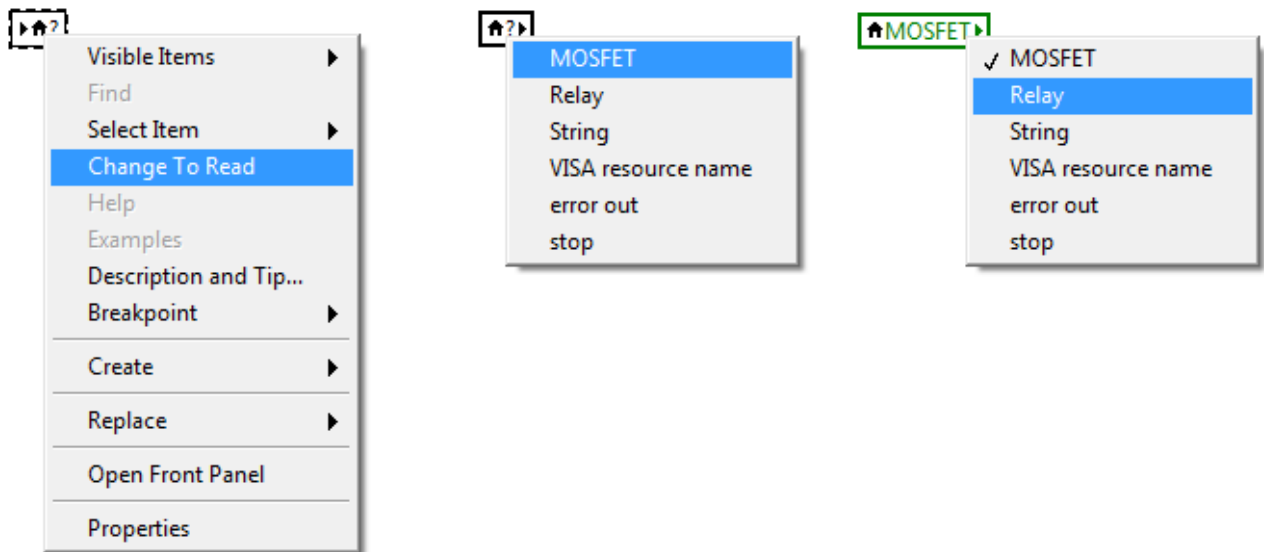 ?
Visible Items
Find
Select Item
Change To Read
Help
Examples
Description and Tip...
Breakpoint
Create
Replace
Open Front Panel
Properties
?
MOSFET
Relay
String
VISA resource name
error out
stop
MOSFET
MOSFET
Relay
String
VISA resource name
error out
stop